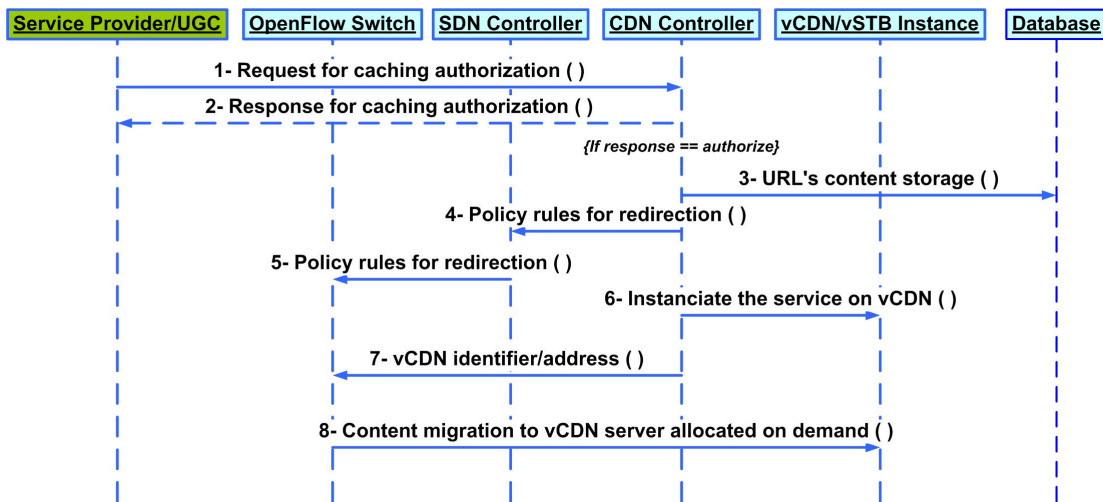 Service Provider/UGC OpenFlow Switch SDN Controller CDN Controller vCDN/vSTB Instance Database
1- Request for caching authorization ( )
2- Response for caching authorization ( )
{If response == authorize}
3- URL's content storage ( )
4- Policy rules for redirection ( )
5- Policy rules for redirection ( )
6- Instanciate the service on vCDN ( )
7- vCDN identifier/address ( )
8- Content migration to vCDN server allocated on demand ( )